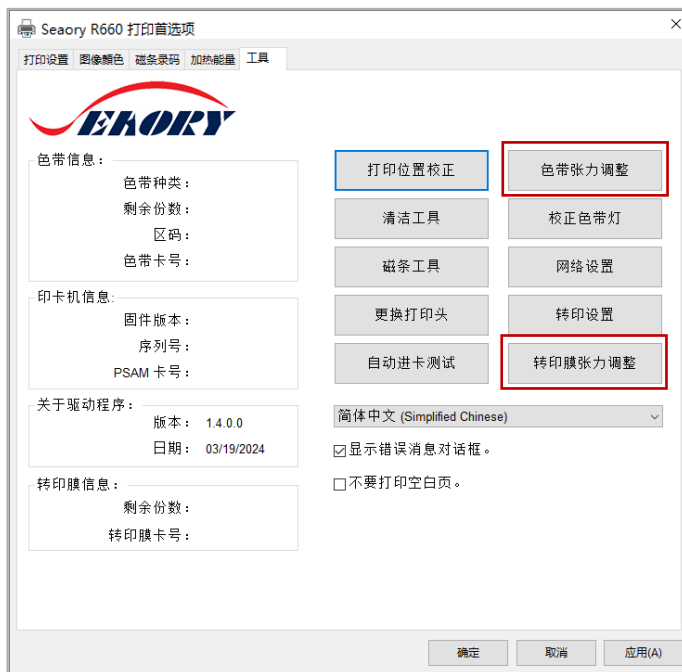 Seaory R660 打印首选项
打印设置 图像颜色 磁条录码 加热能量 工具
SEAORY
色带信息：
色带种类：
剩余份数：
区码：
色带卡号：
印卡机信息:
固件版本：
序列号：
PSAM 卡号：
关于驱动程序：
版本： 1.4.0.0
日期： 03/19/2024
转印膜信息：
剩余份数：
转印膜卡号：
打印位置校正 色带张力调整
清洁工具 校正色带灯
磁条工具 网络设置
更换打印头 转印设置
自动进卡测试 转印膜张力调整
简体中文 (Simplified Chinese)
显示错误消息对话框。
不要打印空白页。
确定 取消 应用(A)